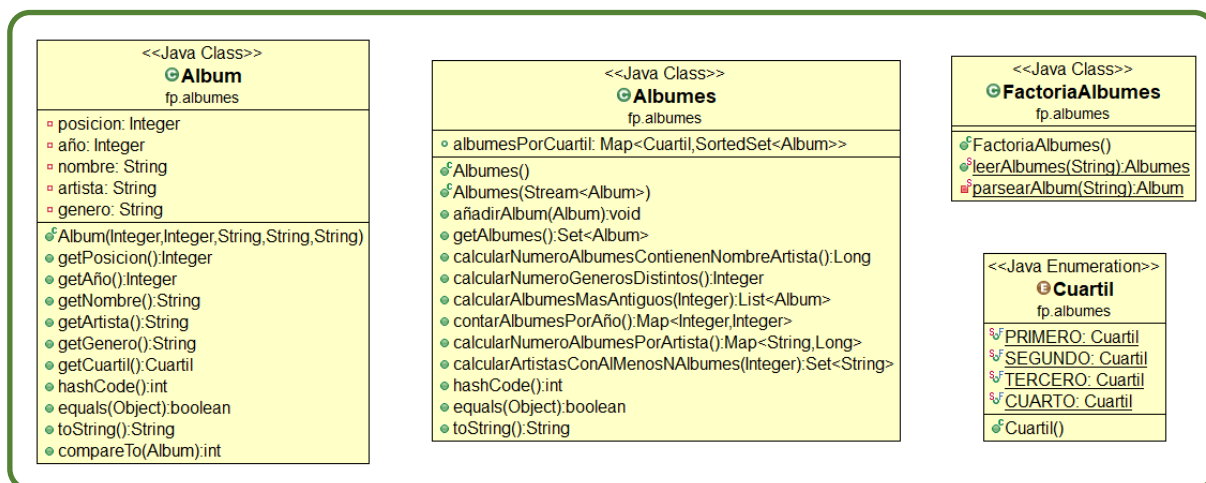 <<Java Class>>
Album
fp.albumes
posicion: Integer
año: Integer
nombre: String
artista: String
genero: String
Album(Integer,Integer,String,String,String)
getPosicion():Integer
getAño():Integer
getNombre():String
getArtista():String
getGenero():String
getCuartil():Cuartil
hashCode():int
equals(Object):boolean
toString():String
compareTo(Album):int
<<Java Class>>
Albumes
fp.albumes
albumesPorCuartil: Map<Cuartil,SortedSet<Album>>
Albumes()
Albumes(Stream<Album>)
añadirAlbum(Album):void
getAlbumes():Set<Album>
calcularNumeroAlbumesContienenNombreArtista():Long
calcularNumeroGenerosDistintos():Integer
calcularAlbumesMasAntiguos(Integer):List<Album>
contarAlbumesPorAño():Map<Integer,Integer>
calcularNumeroAlbumesPorArtista():Map<String,Long>
calcularArtistasConAlMenosNAlbumes(Integer):Set<String>
hashCode():int
equals(Object):boolean
toString():String
<<Java Class>>
FactoriaAlbumes
fp.albumes
FactoriaAlbumes()
leerAlbumes(String):Albumes
parsearAlbum(String):Album
<<Java Enumeration>>
Cuartil
fp.albumes
PRIMERO: Cuartil
SEGUNDO: Cuartil
TERCERO: Cuartil
CUARTO: Cuartil
Cuartil()